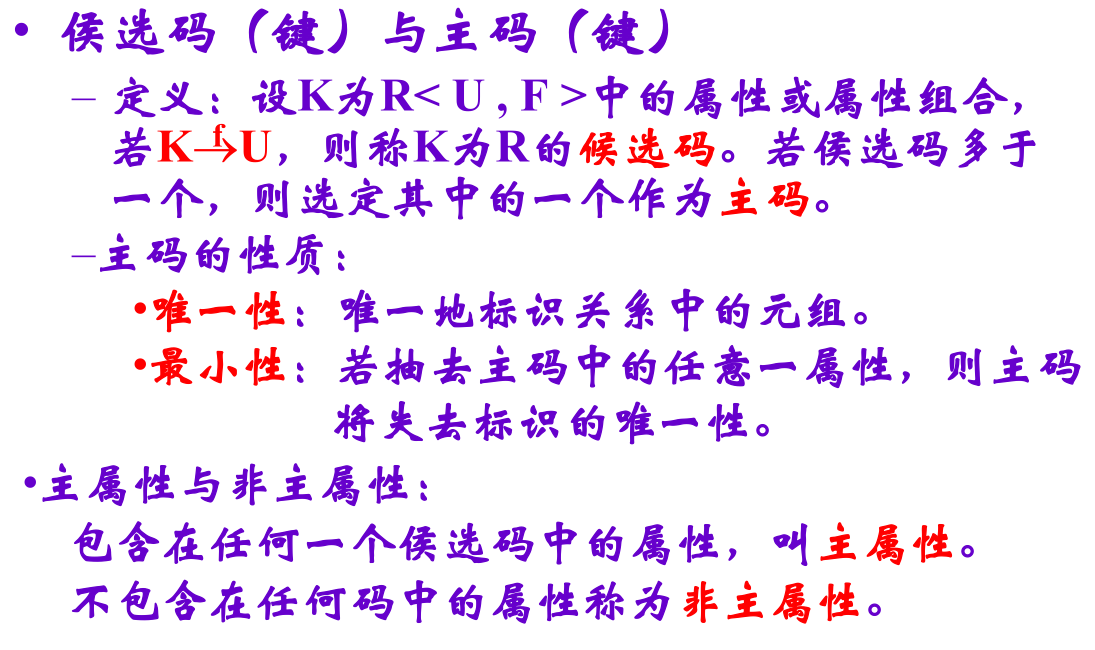 • 侯选码（键）与主码（键）
– 定义：设K为R< U , F >中的属性或属性组合，
若K→fU，则称K为R的候选码。若侯选码多于
一个，则选定其中的一个作为主码。
–主码的性质：
•唯一性：唯一地标识关系中的元组。
•最小性：若抽去主码中的任意一属性，则主码
将失去标识的唯一性。
•主属性与非主属性：
包含在任何一个侯选码中的属性，叫主属性。
不包含在任何码中的属性称为非主属性。